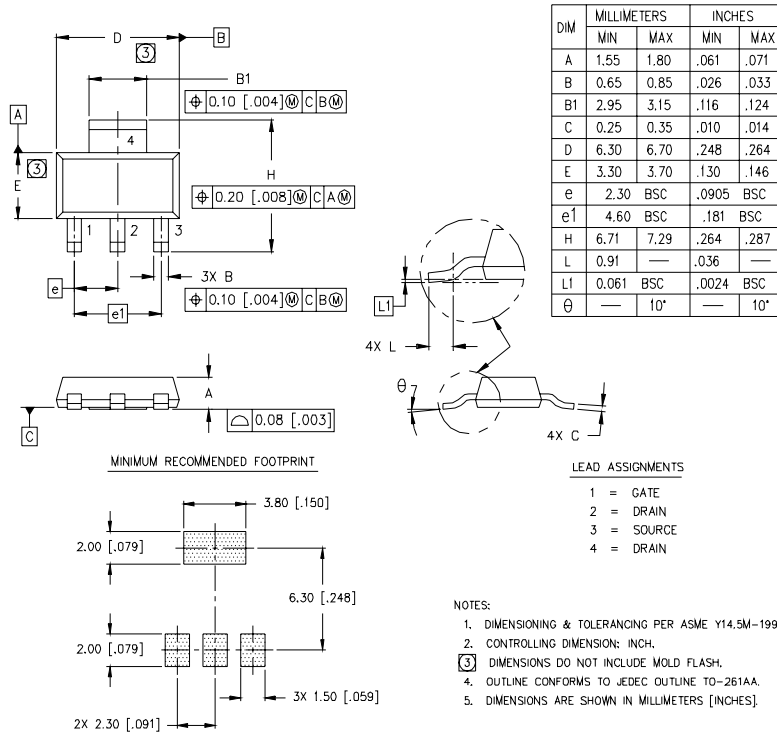 D
B
3
B1
⌖ 0.10 [.004]Ⓜ C BⓂ
A
4
3
E
H
⌖ 0.20 [.008]Ⓜ C AⓂ
1 2 3
e
3X B
e1
⌖ 0.10 [.004]Ⓜ C BⓂ
L1
4X L
A
C
⌓ 0.08 [.003]
θ
4X C
DIM MILLIMETERS INCHES
MIN MAX MIN MAX
A 1.55 1.80 .061 .071
B 0.65 0.85 .026 .033
B1 2.95 3.15 .116 .124
C 0.25 0.35 .010 .014
D 6.30 6.70 .248 .264
E 3.30 3.70 .130 .146
e 2.30 BSC .0905 BSC
e1 4.60 BSC .181 BSC
H 6.71 7.29 .264 .287
L 0.91 — .036 —
L1 0.061 BSC .0024 BSC
θ — 10° — 10°
MINIMUM RECOMMENDED FOOTPRINT
3.80 [.150]
2.00 [.079]
6.30 [.248]
2.00 [.079]
3X 1.50 [.059]
2X 2.30 [.091]
LEAD ASSIGNMENTS
1 = GATE
2 = DRAIN
3 = SOURCE
4 = DRAIN
NOTES:
1. DIMENSIONING & TOLERANCING PER ASME Y14.5M-199
2. CONTROLLING DIMENSION: INCH.
3 DIMENSIONS DO NOT INCLUDE MOLD FLASH.
4. OUTLINE CONFORMS TO JEDEC OUTLINE TO-261AA.
5. DIMENSIONS ARE SHOWN IN MILLIMETERS [INCHES].